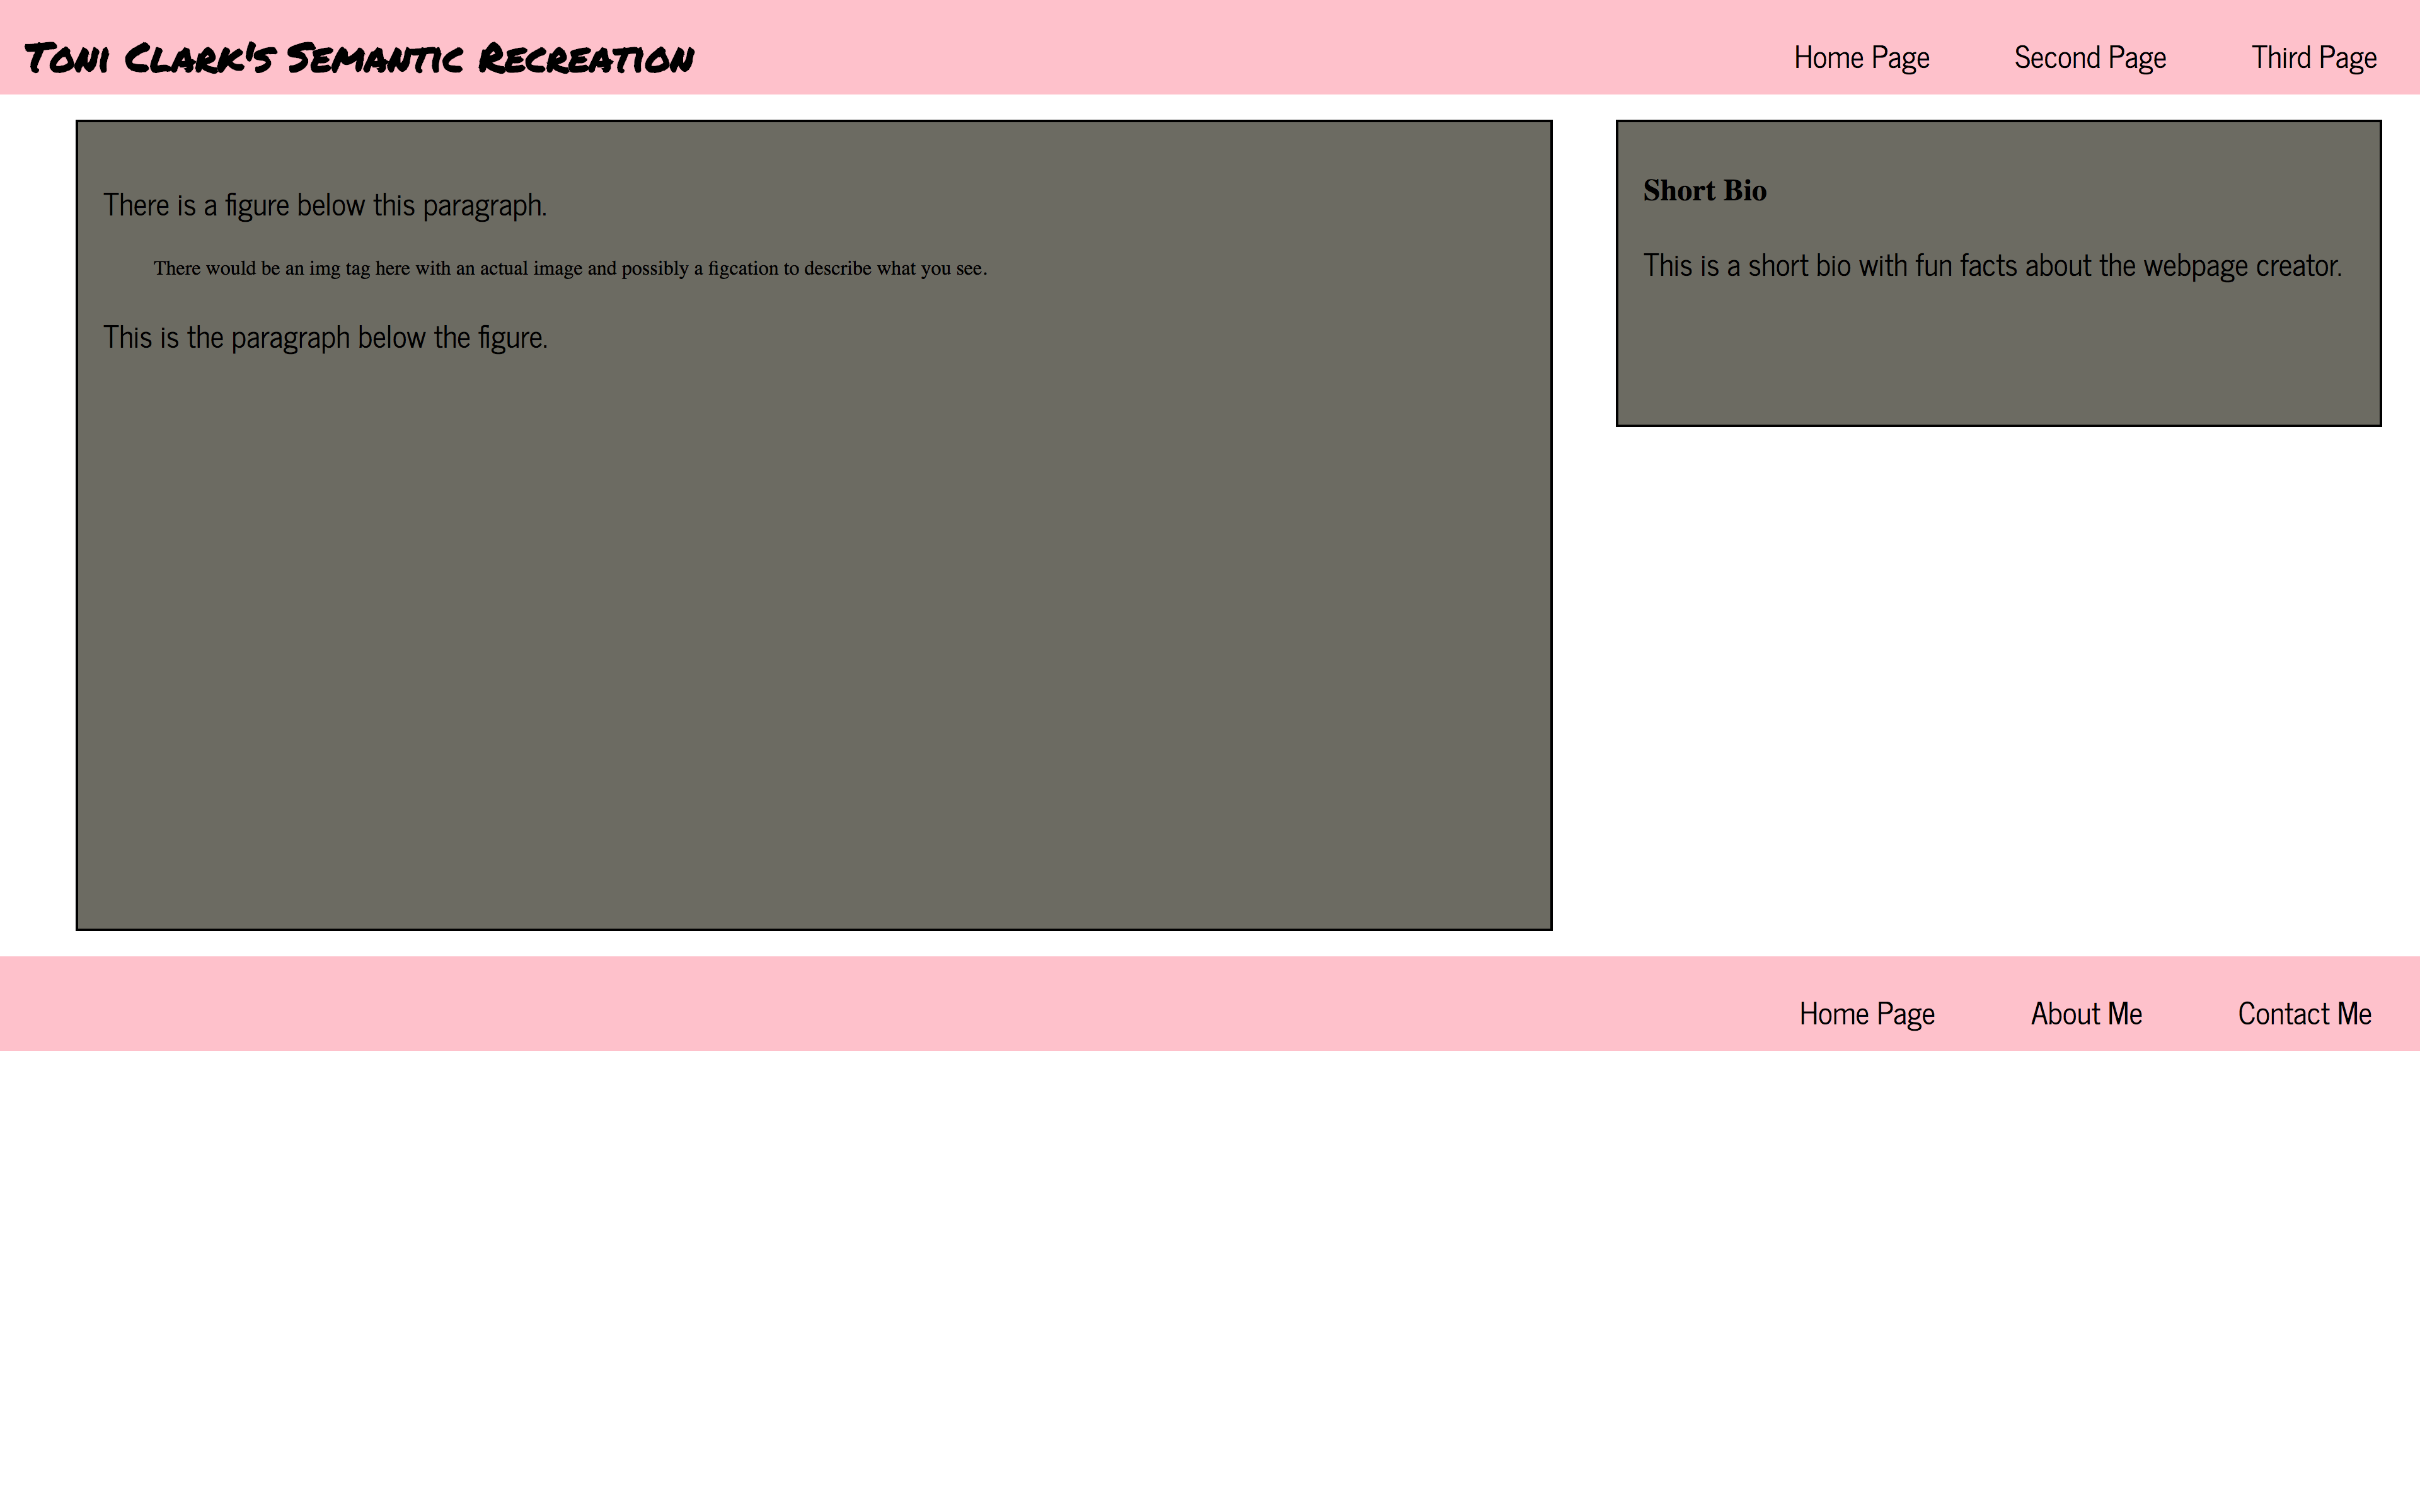 Toni Clark's Semantic Recreation
Home Page Second Page Third Page
There is a figure below this paragraph.
There would be an img tag here with an actual image and possibly a figcation to describe what you see.
This is the paragraph below the figure.
Short Bio
This is a short bio with fun facts about the webpage creator.
Home Page About Me Contact Me